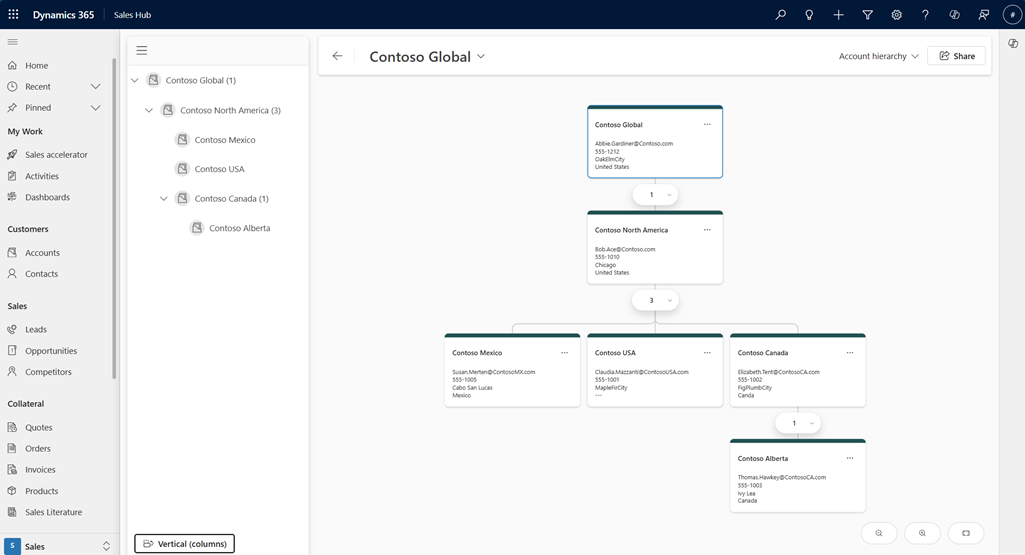 Dynamics 365
Sales Hub
#
Home
Recent
Pinned
My Work
Sales accelerator
Activities
Dashboards
Customers
Accounts
Contacts
Sales
Leads
Opportunities
Competitors
Collateral
Quotes
Orders
Invoices
Products
Sales Literature
S
Sales
Contoso Global (1)
Contoso North America (3)
Contoso Mexico
Contoso USA
Contoso Canada (1)
Contoso Alberta
Vertical (columns)
Contoso Global
Account hierarchy
Share
Contoso Global
Abbie.Gardiner@Contoso.com
555-1212
OakElmCity
United States
1
Contoso North America
Bob.Ace@Contoso.com
555-1010
Chicago
United States
3
Contoso Mexico
Susan.Merten@ContosoMX.com
555-1005
Cabo San Lucas
Mexico
Contoso USA
Claudia.Mazzanti@ContosoUSA.com
555-1001
MapleFirCity
---
Contoso Canada
Elizabeth.Tent@ContosoCA.com
555-1002
FigPlumbCity
Canda
1
Contoso Alberta
Thomas.Hawkey@ContosoCA.com
555-1003
Ivy Lea
Canada